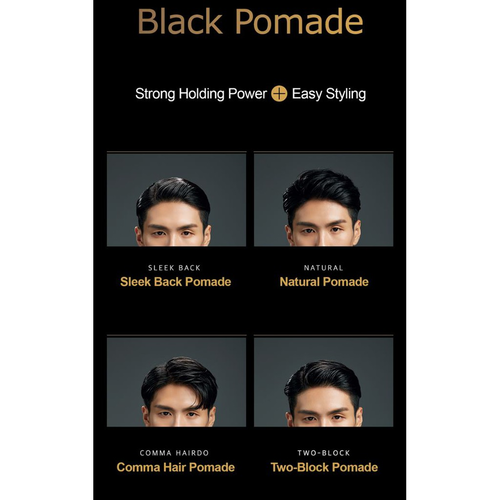 Black Pomade
Strong Holding Power + Easy Styling
SLEEK BACK
Sleek Back Pomade
NATURAL
Natural Pomade
COMMA HAIRDO
Comma Hair Pomade
TWO-BLOCK
Two-Block Pomade